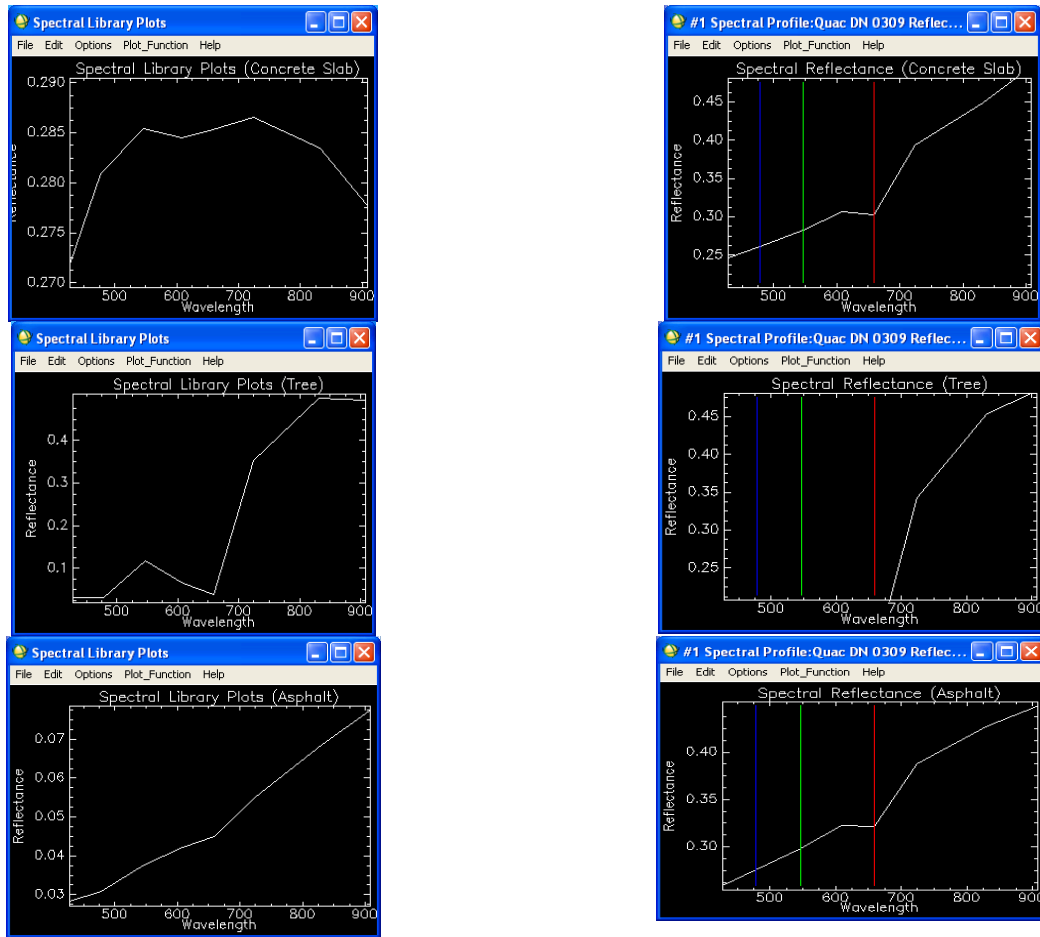 Spectral Library Plots
File Edit Options Plot_Function Help
Spectral Library Plots (Concrete Slab)
0.290
0.285
0.280
0.275
0.270
Reflectance
500 600 700 800 900
Wavelength
#1 Spectral Profile:Quac DN 0309 Reflec...
File Edit Options Plot_Function Help
Spectral Reflectance (Concrete Slab)
0.45
0.40
0.35
0.30
0.25
Reflectance
500 600 700 800 900
Wavelength
Spectral Library Plots
File Edit Options Plot_Function Help
Spectral Library Plots (Tree)
0.4
0.3
0.2
0.1
Reflectance
500 600 700 800 900
Wavelength
#1 Spectral Profile:Quac DN 0309 Reflec...
File Edit Options Plot_Function Help
Spectral Reflectance (Tree)
0.45
0.40
0.35
0.30
0.25
Reflectance
500 600 700 800 900
Wavelength
Spectral Library Plots
File Edit Options Plot_Function Help
Spectral Library Plots (Asphalt)
0.07
0.06
0.05
0.04
0.03
Reflectance
500 600 700 800 900
Wavelength
#1 Spectral Profile:Quac DN 0309 Reflec...
File Edit Options Plot_Function Help
Spectral Reflectance (Asphalt)
0.40
0.35
0.30
Reflectance
500 600 700 800 900
Wavelength